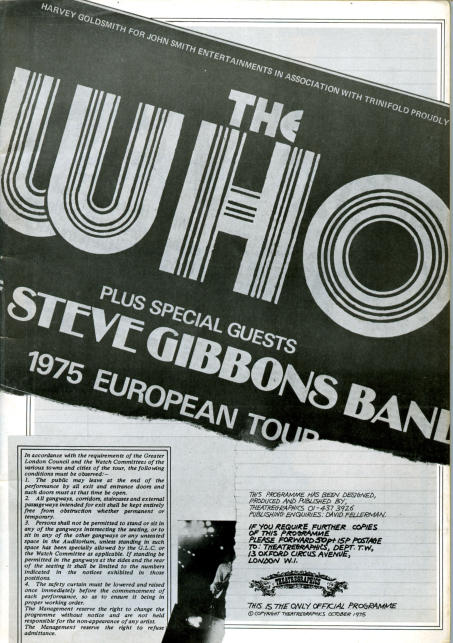 HARVEY GOLDSMITH FOR JOHN SMITH ENTERTAINMENTS IN ASSOCIATION WITH TRINIFOLD PROUDLY
THE
WHO
PLUS SPECIAL GUESTS
STEVE GIBBONS BAND
1975 EUROPEAN TOUR
In accordance with the requirements of the Greater
London Council and the Watch Committees of the
various towns and cities of the tour, the following
conditions must be observed:–
1. The public may leave at the end of the
performance by all exit and entrance doors and
such doors must at that time be open.
2. All gangways, corridors, staircases and external
passageways intended for exit shall be kept entirely
free from obstruction whether permanent or
temporary.
3. Persons shall not be permitted to stand or sit in
any of the gangways intersecting the seating, or to
sit in any of the other gangways or any unseated
space in the Auditorium, unless standing in such
space has been specially allowed by the G.L.C. or
the Watch Committee as applicable. If standing be
permitted in the gangways at the sides and the rear
of the seating it shall be limited to the numbers
indicated in the notices exhibited in those
positions.
4. The safety curtain must be lowered and raised
once immediately before the commencement of
each performance, so as to ensure it being in
proper working order.
The Management reserve the right to change the
programme without notice and are not held
responsible for the non-appearance of any artist.
The Management reserve the right to refuse
admittance.
THIS PROGRAMME HAS BEEN DESIGNED,
PRODUCED AND PUBLISHED BY,
THEATREGRAPHICS 01-437 3926
PUBLISHING ENQUIRIES: DAVID FELLERMAN.
IF YOU REQUIRE FURTHER COPIES
OF THIS PROGRAMME
PLEASE FORWARD 50p+15p POSTAGE
TO: THEATREGRAPHICS, DEPT. T.W,
13 OXFORD CIRCUS AVENUE,
LONDON W.1.
THEATREGRAPHICS
THIS IS THE ONLY OFFICIAL PROGRAMME
© COPYRIGHT THEATREGRAPHICS OCTOBER 1975